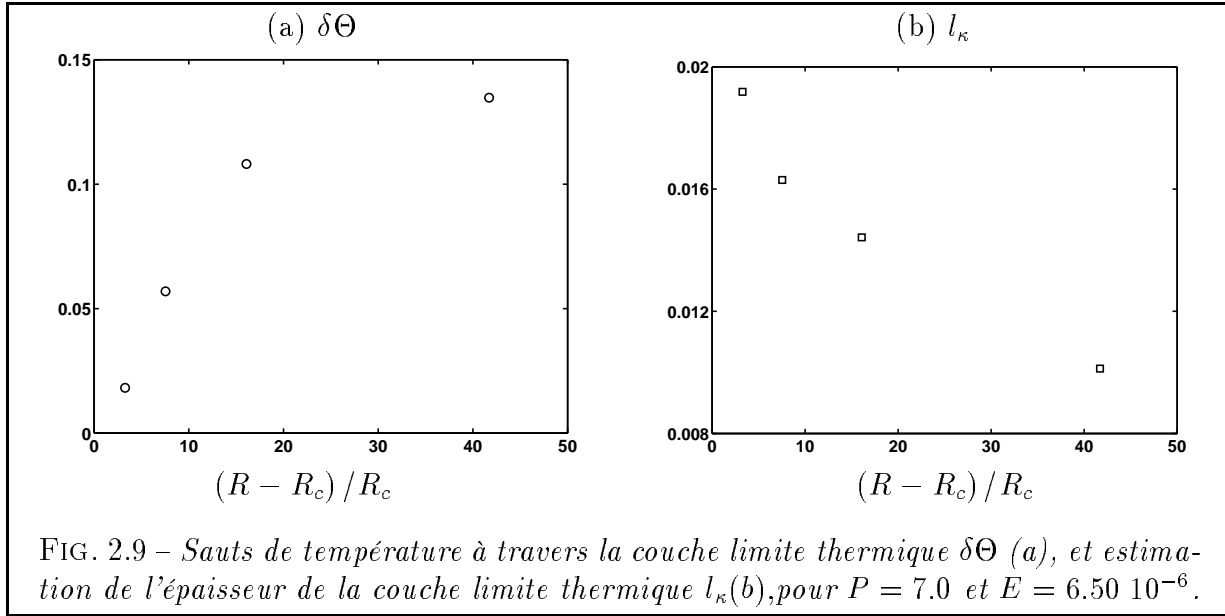 (a) δΘ
0.15
0.1
0.05
0
0 10 20 30 40 50
(R − R_c) /R_c
(b) l_κ
0.02
0.016
0.012
0.008
0 10 20 30 40 50
(R − R_c) /R_c
FIG. 2.9 – Sauts de température à travers la couche limite thermique δΘ (a), et estima-
tion de l'épaisseur de la couche limite thermique l_κ(b),pour P = 7.0 et E = 6.50 10⁻⁶.